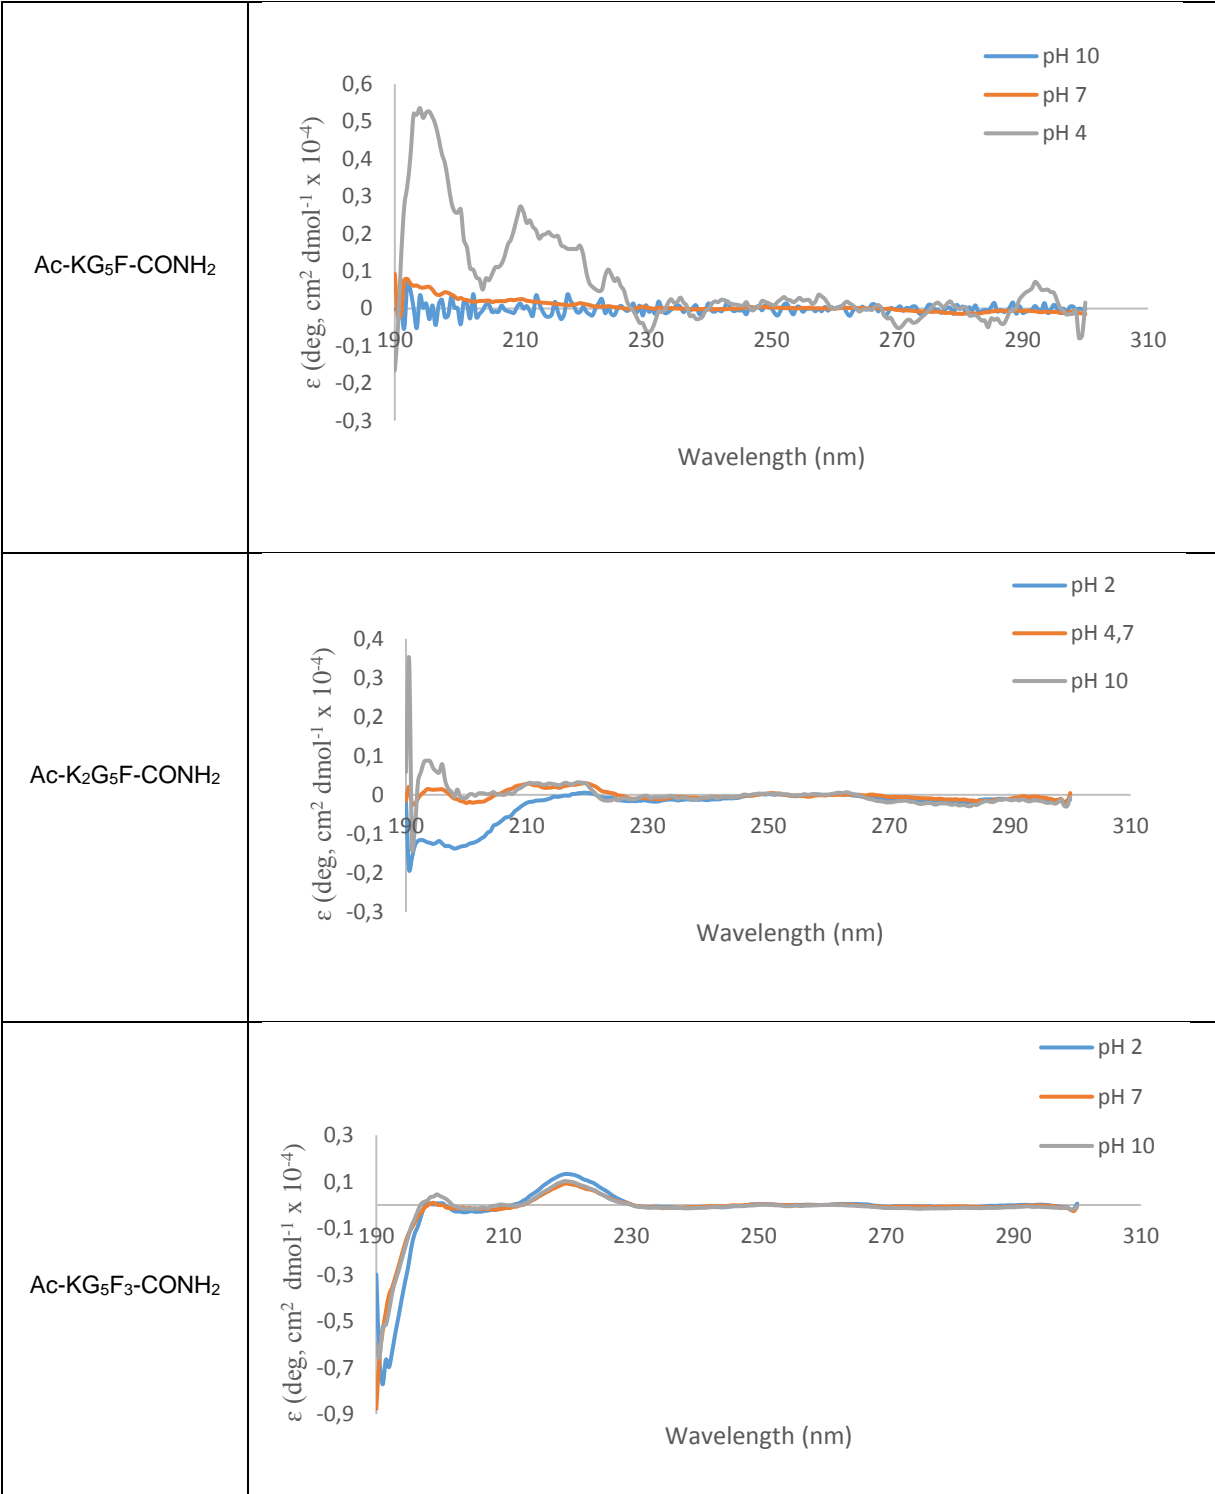 Ac-KG5F-CONH2
pH 10
pH 7
pH 4
ε (deg, cm2 dmol-1 x 10-4)
0,6
0,5
0,4
0,3
0,2
0,1
0
-0,1
-0,2
-0,3
190 210 230 250 270 290 310
Wavelength (nm)
Ac-K2G5F-CONH2
pH 2
pH 4,7
pH 10
ε (deg, cm2 dmol-1 x 10-4)
0,4
0,3
0,2
0,1
0
-0,1
-0,2
-0,3
190 210 230 250 270 290 310
Wavelength (nm)
Ac-KG5F3-CONH2
pH 2
pH 7
pH 10
ε (deg, cm2 dmol-1 x 10-4)
0,3
0,1
-0,1
-0,3
-0,5
-0,7
-0,9
190 210 230 250 270 290 310
Wavelength (nm)